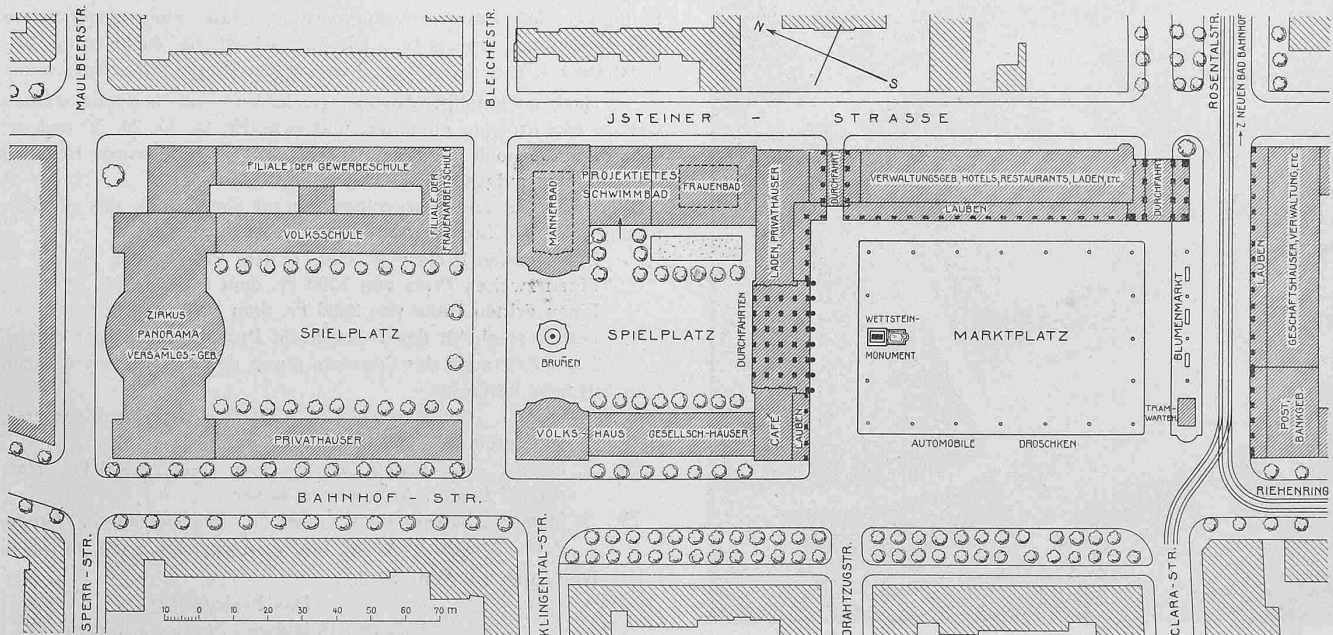 MAULBEERSTR.
BLEICHESTR.
N
S
ROSENTALSTR.
→ Z NEUEN BAD BAHNHOF
JSTEINER - STRASSE
FILIALE DER GEWERBESCHULE
FILIALE DER
FRAUENARBEITSCHULE
VOLKSSCHULE
MÄNNERBAD
PROJEKTIETES
SCHWIMMBAD
FRAUENBAD
LÄDEN, PRIVATHÄUSER
DURCHFAHRT
VERWALTUNGSGEB, HOTELS, RESTAURANTS, LÄDEN, ETC.
LAUBEN
DURCHFAHRT
LAUBEN
GESCHÄFTSHÄUSER, VERWALTUNG, ETC.
ZIRKUS
PANORAMA
VERSAMLGS-GEB.
SPIELPLATZ
BRUNEN
SPIELPLATZ
DURCHFAHRTEN
WETTSTEIN-
MONUMENT
MARKTPLATZ
BLUMENMARKT
TRAM-
WARTEH.
POST,
BANKGEB
PRIVATHÄUSER
VOLKS-HAUS
GESELLSCH-HÄUSER
CAFÉ
LAUBEN
AUTOMOBILE
DROSCHKEN
BAHNHOF - STR.
RIEHENRING
SPERR-STR.
KLINGENTAL-STR.
DRAHTZUGSTR.
CLARA-STR.
10 0 10 20 30 40 50 60 70 m